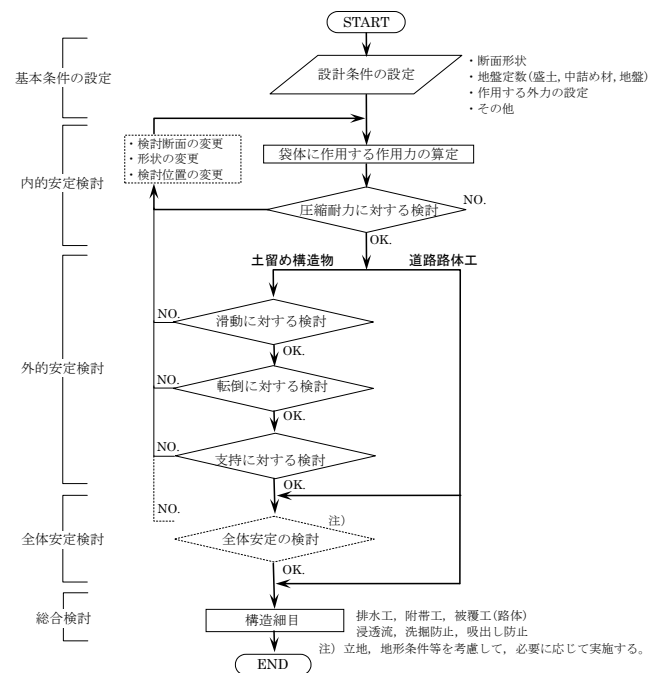 START
基本条件の設定
設計条件の設定
・断面形状
・地盤定数(盛土,中詰め材,地盤)
・作用する外力の設定
・その他
・検討断面の変更
・形状の変更
・検討位置の変更
袋体に作用する作用力の算定
内的安定検討
圧縮耐力に対する検討
NO.
OK.
土留め構造物
道路路体工
NO.
滑動に対する検討
OK.
外的安定検討
NO.
転倒に対する検討
OK.
NO.
支持に対する検討
OK.
NO.
注）
全体安定検討
全体安定の検討
OK.
総合検討
構造細目
排水工，附帯工，被覆工(路体)
浸透流，洗掘防止，吸出し防止
注）立地，地形条件等を考慮して，必要に応じて実施する。
END